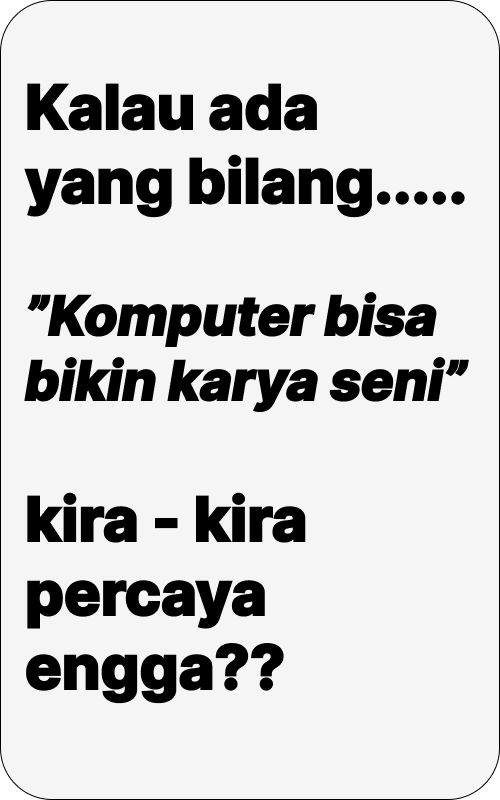 Kalau ada
yang bilang.....
”Komputer bisa
bikin karya seni”
kira - kira
percaya
engga??